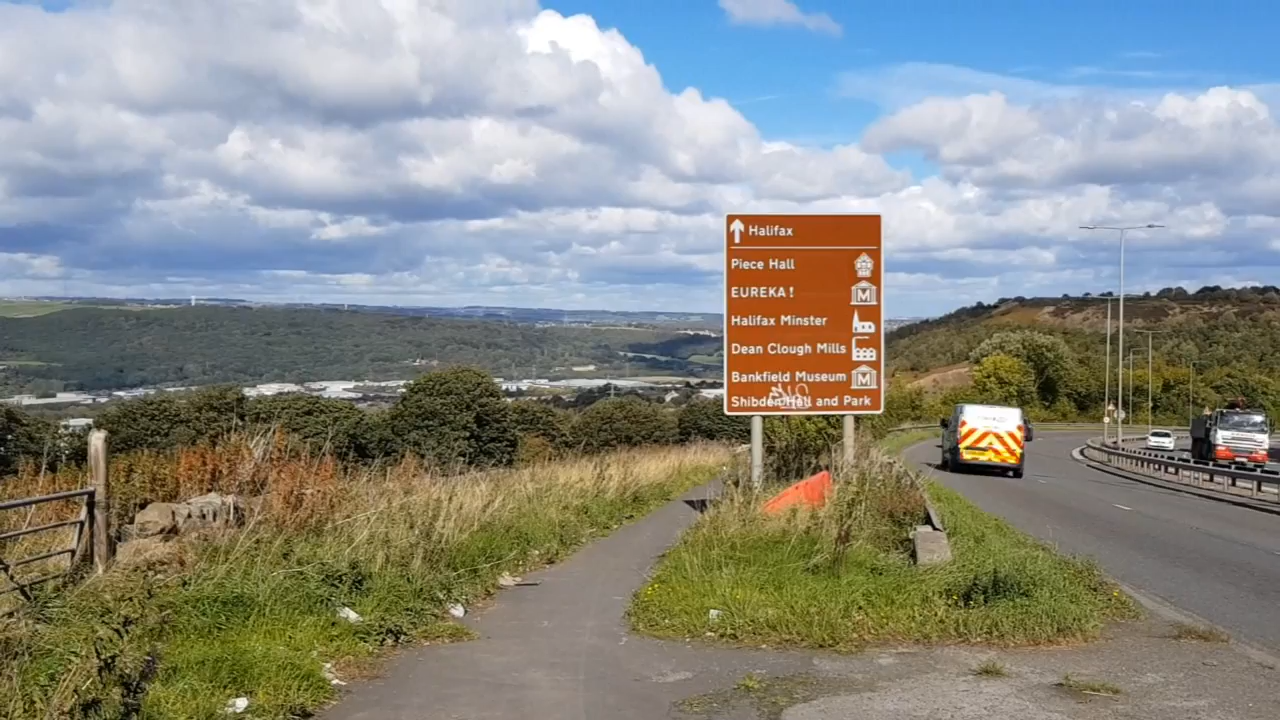 Halifax
Piece Hall
EUREKA!
Halifax Minster
Dean Clough Mills
Bankfield Museum
Shibden Hall and Park